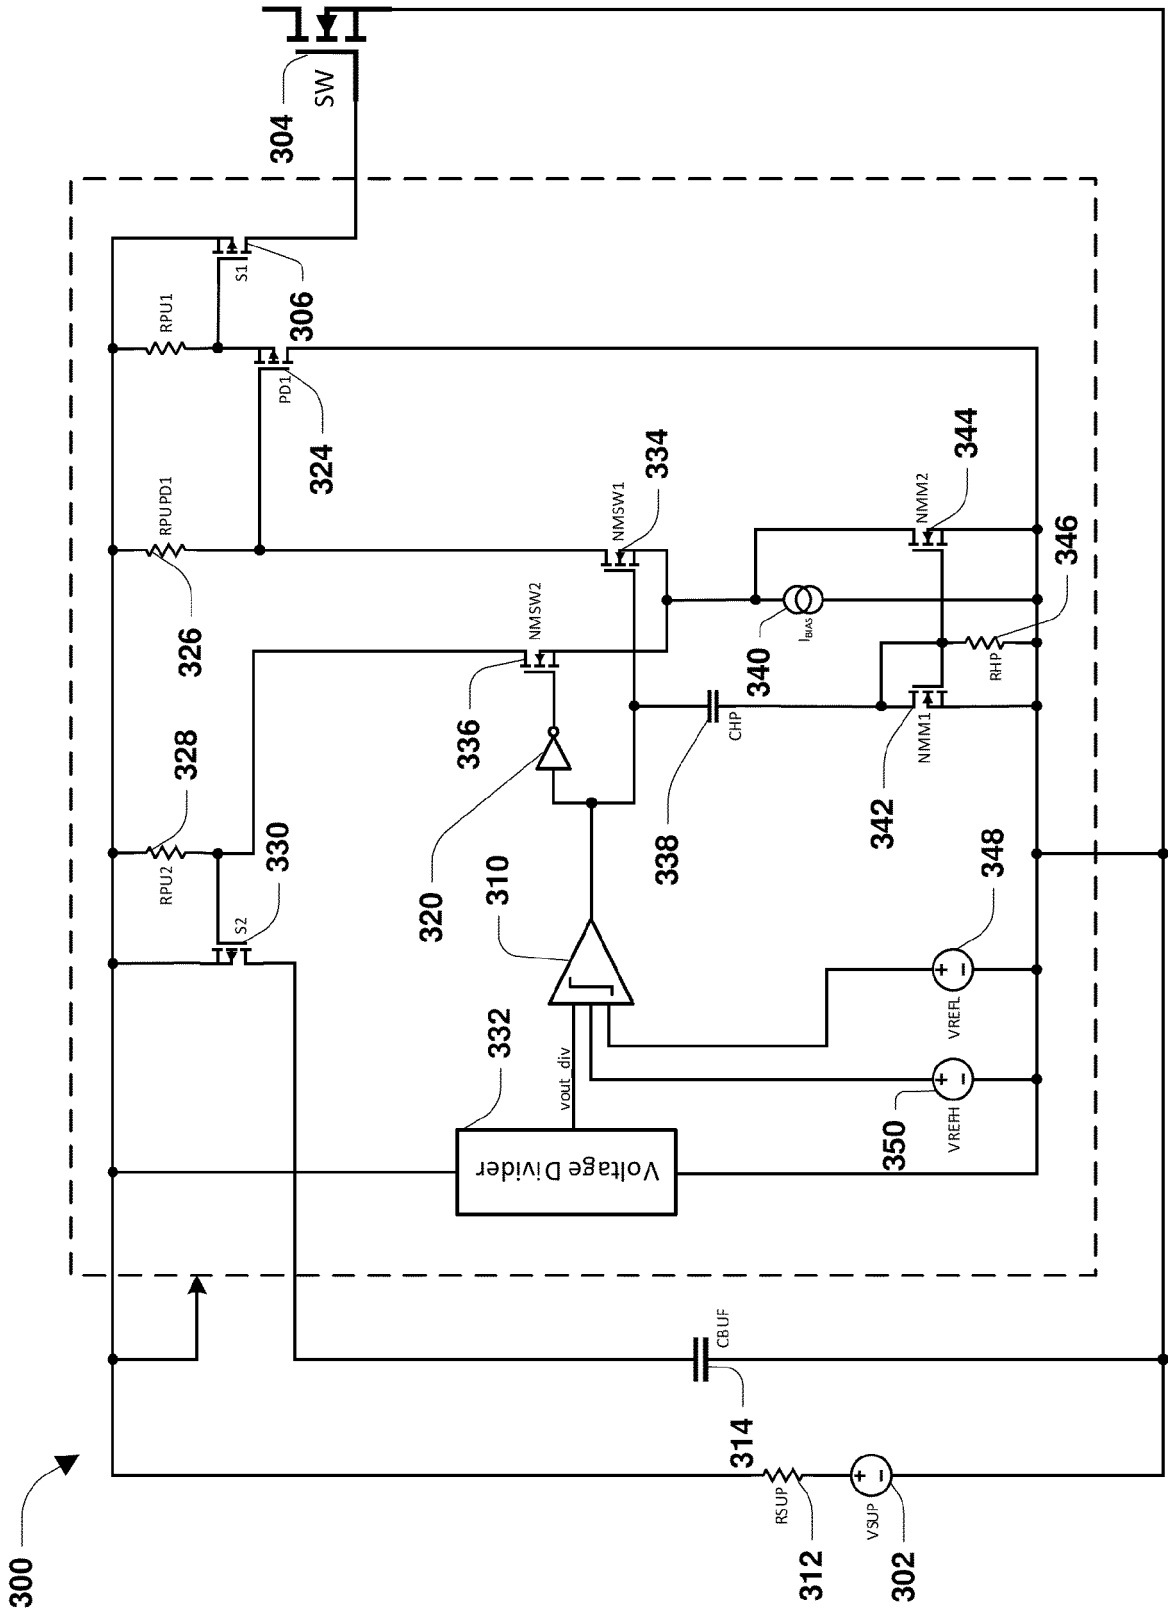 300
304
SW
S1
306
RPU1
PD1
324
RPUPD1
326
NMSW1
334
NMSW2
336
328
RPU2
330
S2
320
310
338
CHP
340
IBIAS
NMM2
344
346
RHP
NMM1
342
332
vout_div
Voltage Divider
348
VREFL
350
VREFH
CBUF
314
RSUP
312
VSUP
302